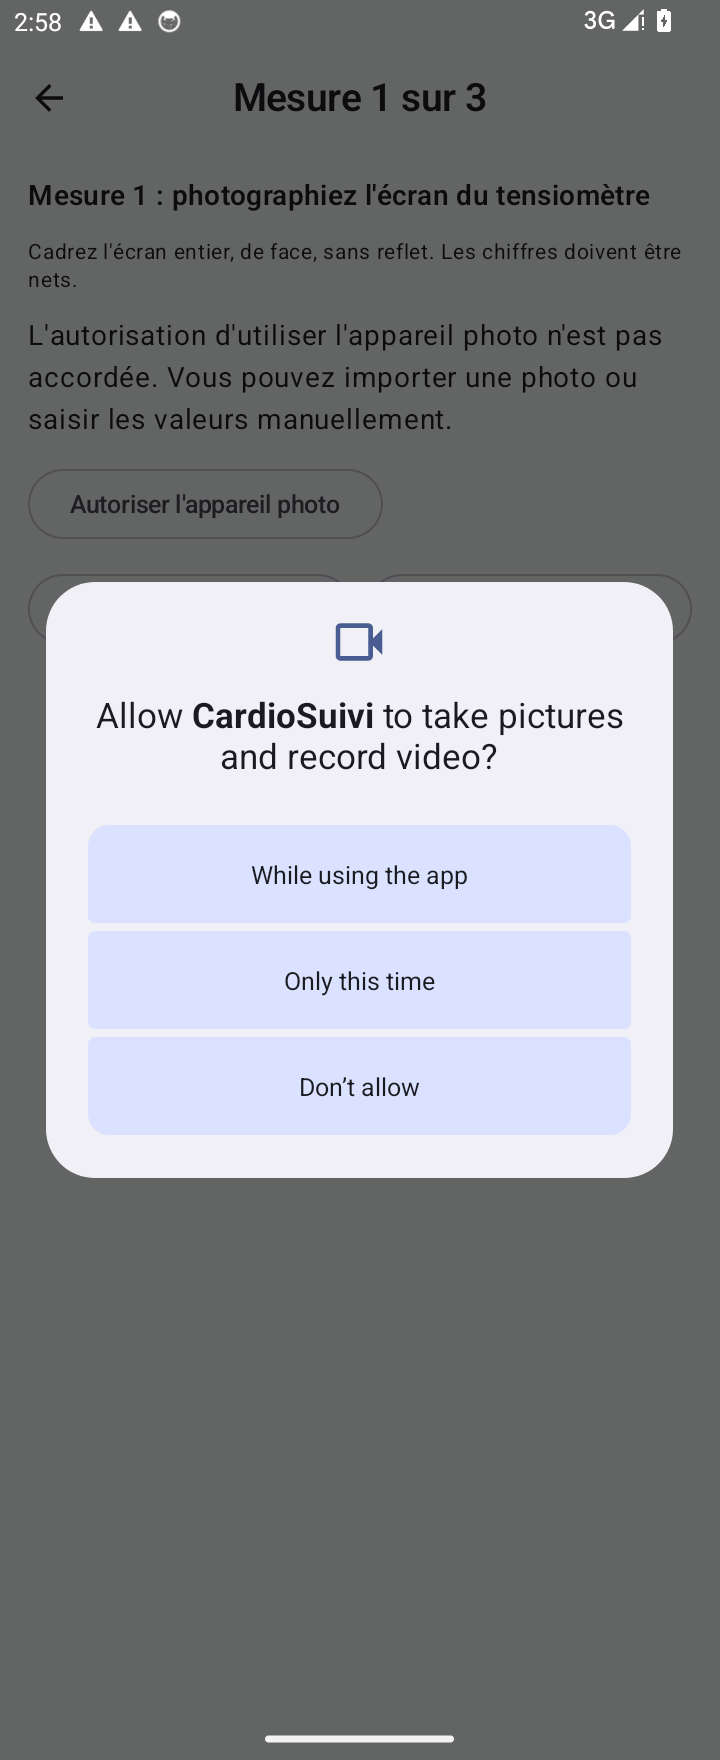 2:58
3G
Mesure 1 sur 3
Mesure 1 : photographiez l'écran du tensiomètre
Cadrez l'écran entier, de face, sans reflet. Les chiffres doivent être
nets.
L'autorisation d'utiliser l'appareil photo n'est pas
accordée. Vous pouvez importer une photo ou
saisir les valeurs manuellement.
Autoriser l'appareil photo
Allow CardioSuivi to take pictures
and record video?
While using the app
Only this time
Don’t allow